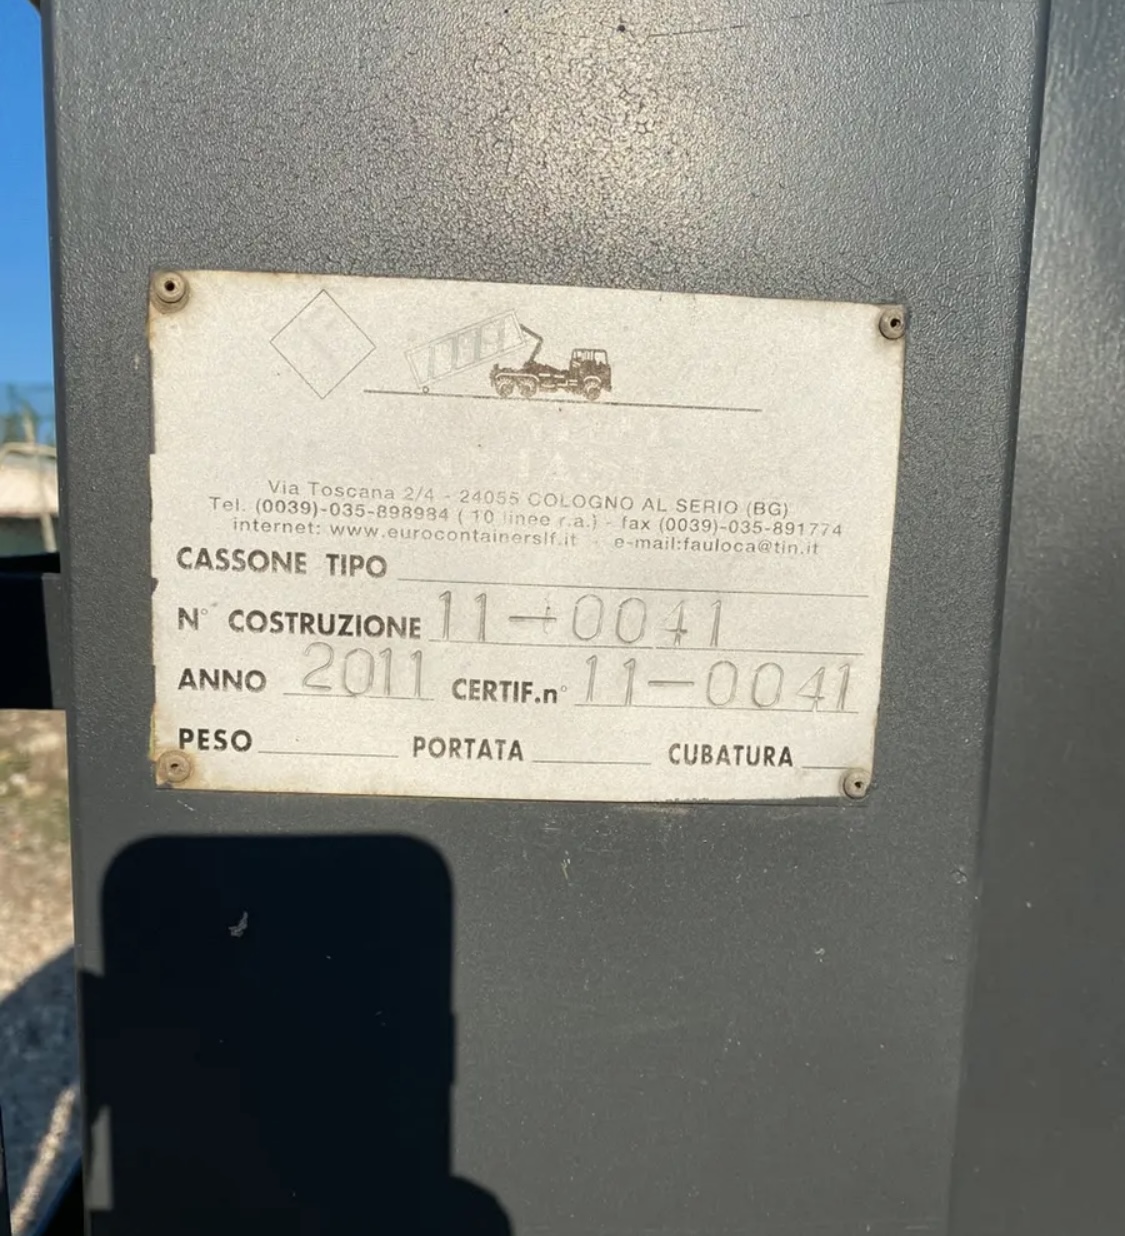 Via Toscana 2/4 - 24055 COLOGNO AL SERIO (BG)
Tel. (0039)-035-898984 (10 linee r.a.) - fax (0039)-035-891774
internet: www.eurocontainerslf.it - e-mail:fauloca@tin.it
CASSONE TIPO
N° COSTRUZIONE 11-0041
ANNO 2011 CERTIF.n° 11-0041
PESO PORTATA CUBATURA